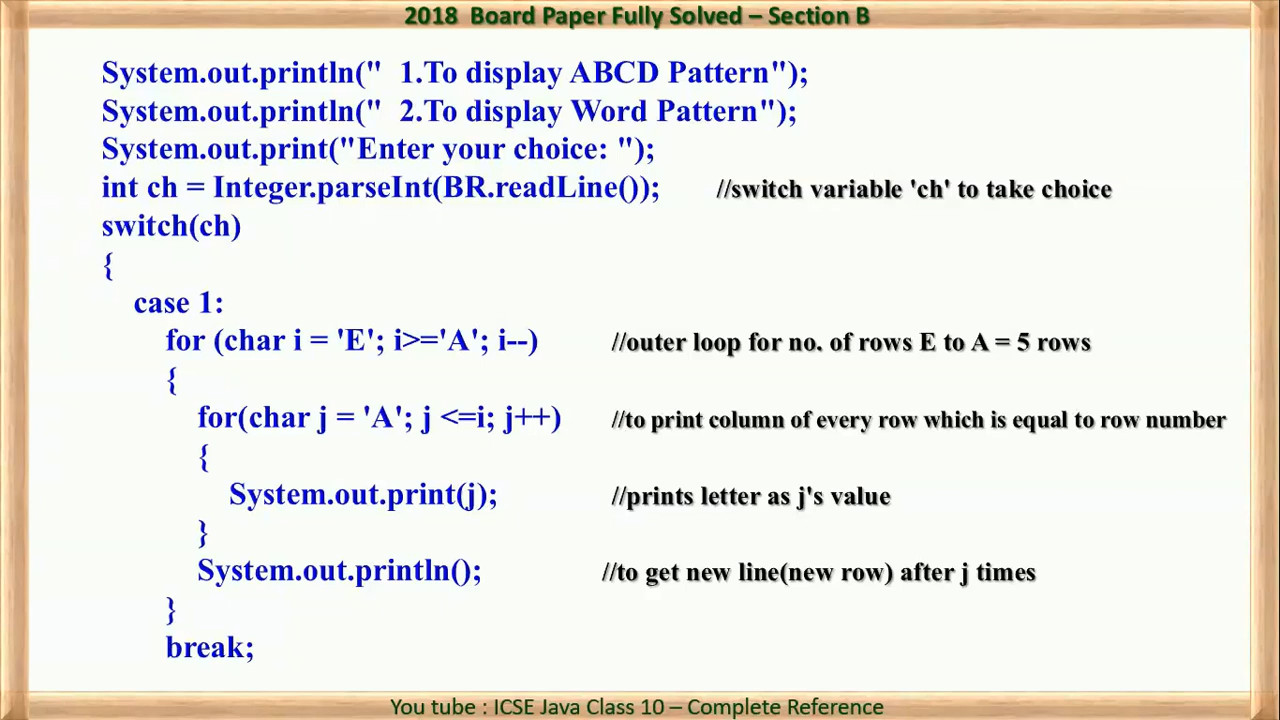 2018 Board Paper Fully Solved – Section B
System.out.println("  1.To display ABCD Pattern");
System.out.println("  2.To display Word Pattern");
System.out.print("Enter your choice: ");
int ch = Integer.parseInt(BR.readLine()); //switch variable 'ch' to take choice
switch(ch)
{
case 1:
for (char i = 'E'; i>='A'; i--) //outer loop for no. of rows E to A = 5 rows
{
for(char j = 'A'; j <=i; j++) //to print column of every row which is equal to row number
{
System.out.print(j); //prints letter as j's value
}
System.out.println(); //to get new line(new row) after j times
}
break;
You tube : ICSE Java Class 10 – Complete Reference